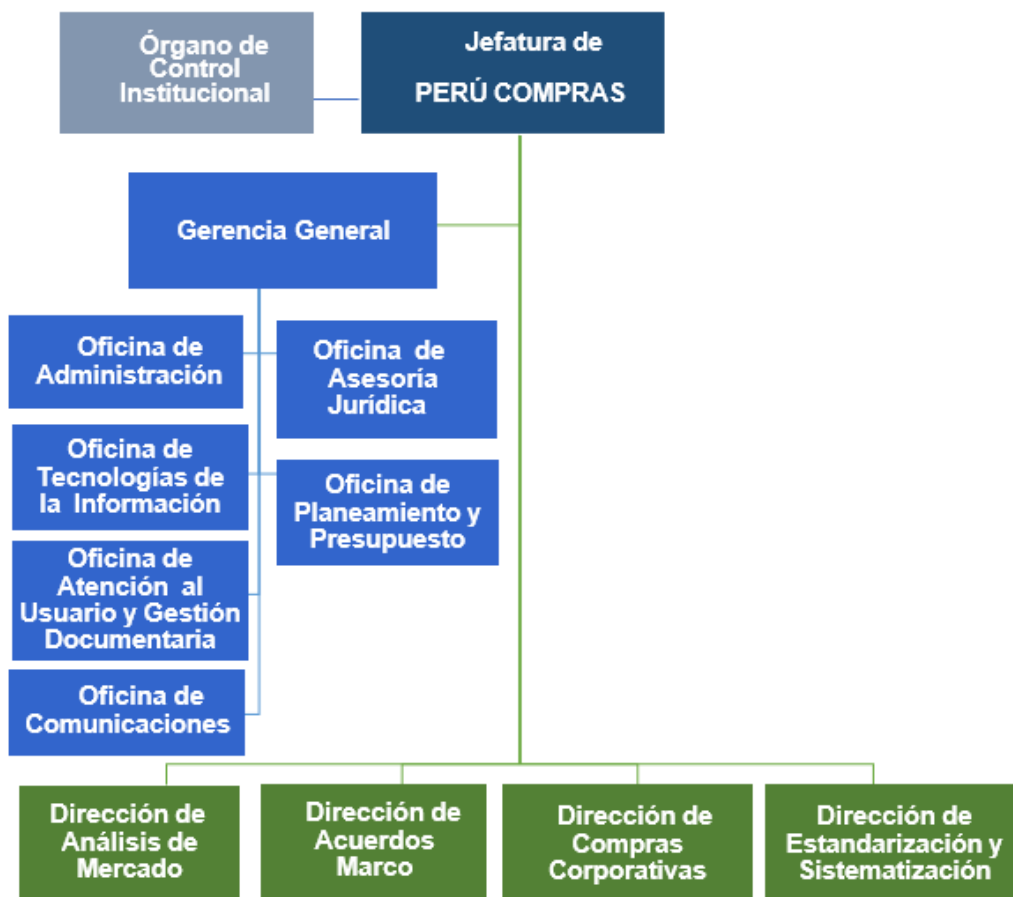 Órgano de
Control
Institucional
Jefatura de
PERÚ COMPRAS
Gerencia General
Oficina de
Administración
Oficina de
Asesoría
Jurídica
Oficina de
Tecnologías de
la Información
Oficina de
Planeamiento y
Presupuesto
Oficina de
Atención al
Usuario y Gestión
Documentaria
Oficina de
Comunicaciones
Dirección de
Análisis de
Mercado
Dirección de
Acuerdos
Marco
Dirección de
Compras
Corporativas
Dirección de
Estandarización y
Sistematización